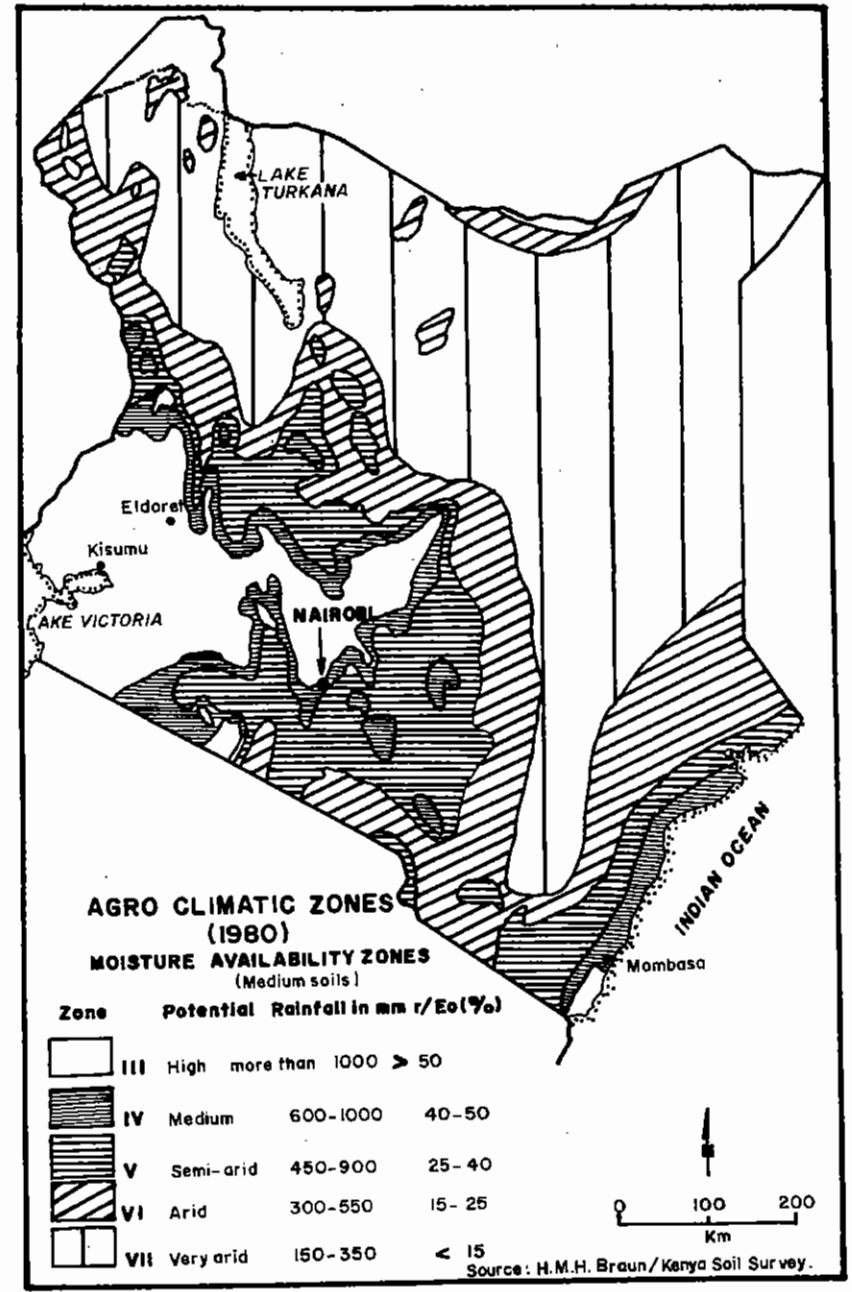 LAKE
TURKANA
Eldoret
Kisumu
AKE VICTORIA
NAIROBI
INDIAN OCEAN
Mombasa
AGRO CLIMATIC ZONES
(1980)
MOISTURE AVAILABILITY ZONES
(Medium soils)
Zone Potential Rainfall in mm r/Eo(%)
III High more than 1000 > 50
IV Medium 600-1000 40-50
V Semi-arid 450-900 25-40
VI Arid 300-550 15-25
VII Very arid 150-350 < 15
0 100 200
Km
Source: H.M.H. Braun/Kenya Soil Survey.